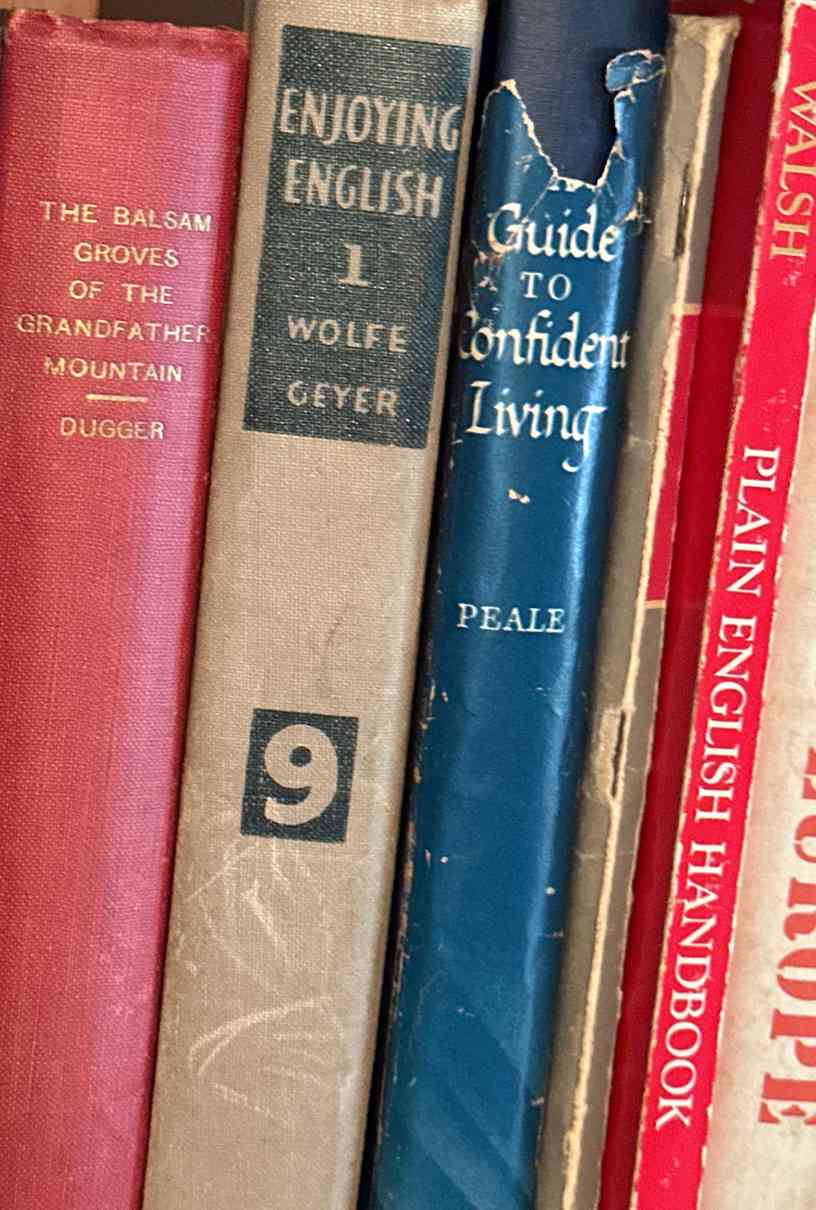 THE BALSAM
GROVES
OF THE
GRANDFATHER
MOUNTAIN
DUGGER
ENJOYING
ENGLISH
1
WOLFE
GEYER
9
Guide
TO
Confident
Living
PEALE
WALSH
PLAIN ENGLISH HANDBOOK